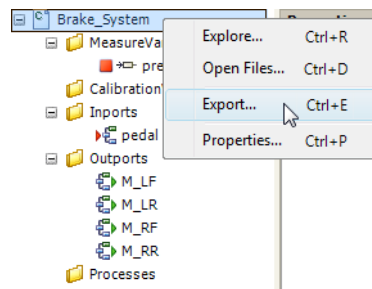 Brake_System
MeasureVa
Explore... Ctrl+R
pre
Open Files... Ctrl+D
Calibration
Inports
Export... Ctrl+E
pedal
Properties... Ctrl+P
Outports
M_LF
M_LR
M_RF
M_RR
Processes